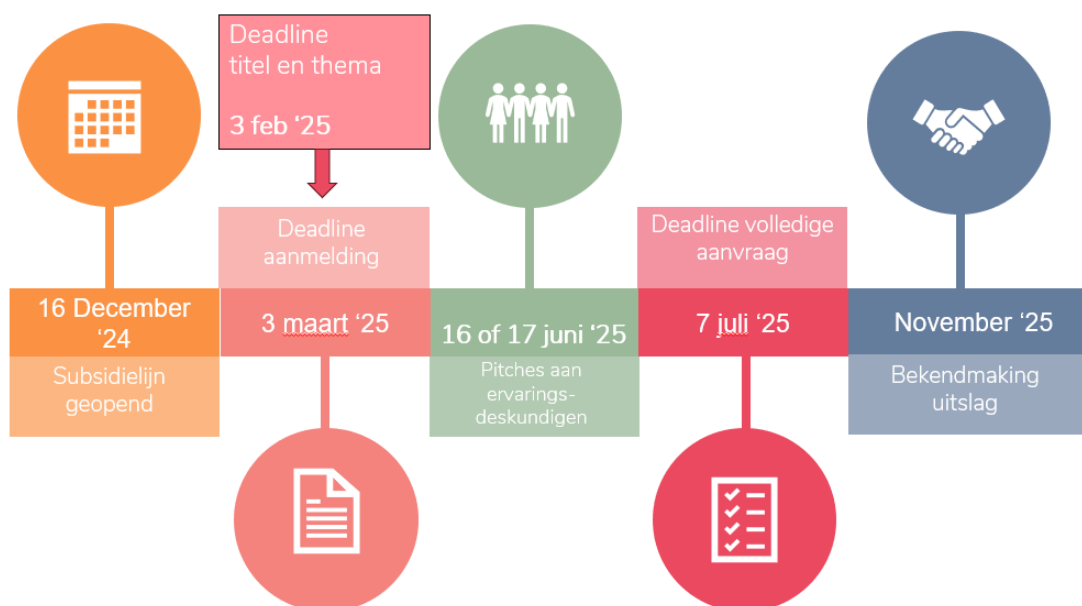 Deadline
titel en thema
3 feb ‘25
Deadline
aanmelding
Deadline volledige
aanvraag
16 December
‘24
3 maart ‘25
16 of 17 juni ‘25
7 juli ‘25
November ‘25
Subsidielijn
geopend
Pitches aan
ervarings-
deskundigen
Bekendmaking
uitslag